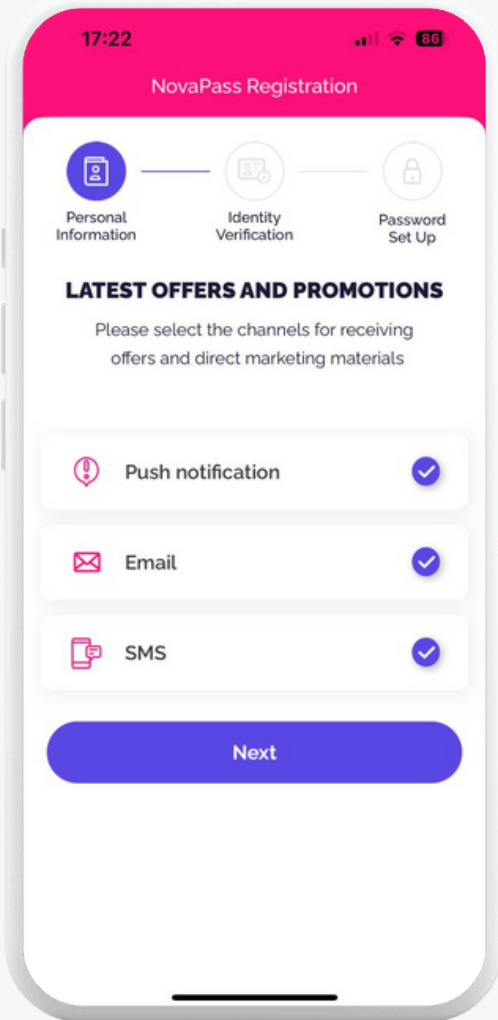 17:22
86
NovaPass Registration
Personal
Information
Identity
Verification
Password
Set Up
LATEST OFFERS AND PROMOTIONS
Please select the channels for receiving
offers and direct marketing materials
Push notification
Email
SMS
Next